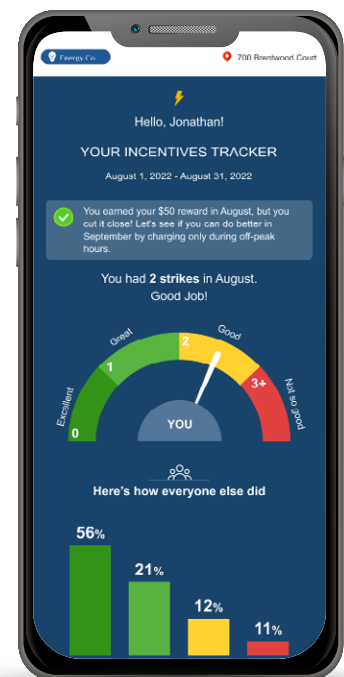 Energy Co.
700 Brentwood Court
Hello, Jonathan!
YOUR INCENTIVES TRACKER
August 1, 2022 - August 31, 2022
You earned your $50 reward in August, but you
cut it close! Let's see if you can do better in
September by charging only during off-peak
hours.
You had 2 strikes in August.
Good Job!
Excellent
Great
Good
Not so good
0
1
2
3+
YOU
Here's how everyone else did
56%
21%
12%
11%